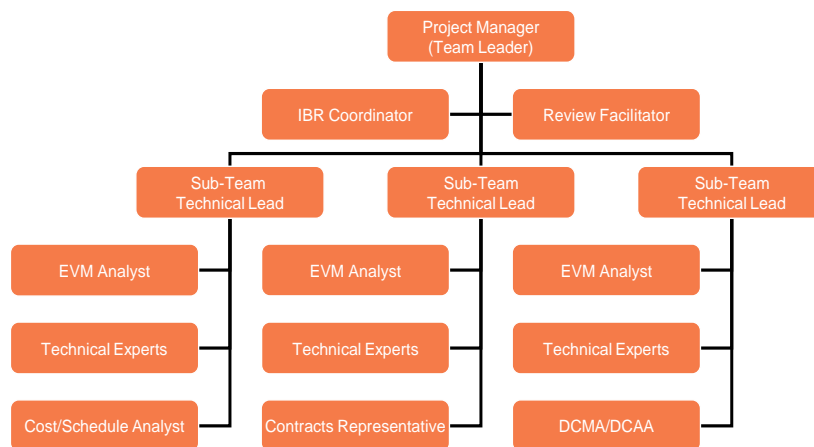 Project Manager
(Team Leader)
IBR Coordinator
Review Facilitator
Sub-Team
Technical Lead
Sub-Team
Technical Lead
Sub-Team
Technical Lead
EVM Analyst
EVM Analyst
EVM Analyst
Technical Experts
Technical Experts
Technical Experts
Cost/Schedule Analyst
Contracts Representative
DCMA/DCAA